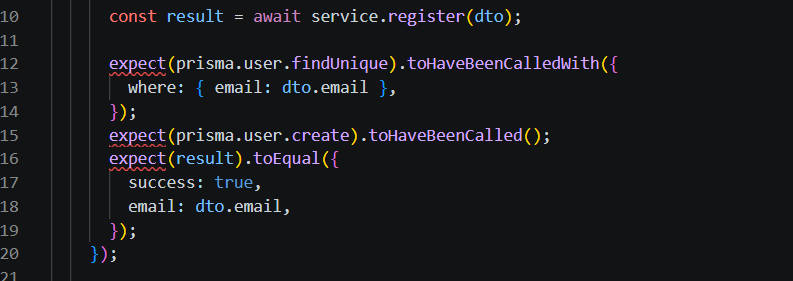 10 const result = await service.register(dto);
11
12 expect(prisma.user.findUnique).toHaveBeenCalledWith({
13 where: { email: dto.email },
14 });
15 expect(prisma.user.create).toHaveBeenCalled();
16 expect(result).toEqual({
17 success: true,
18 email: dto.email,
19 });
20 });
21